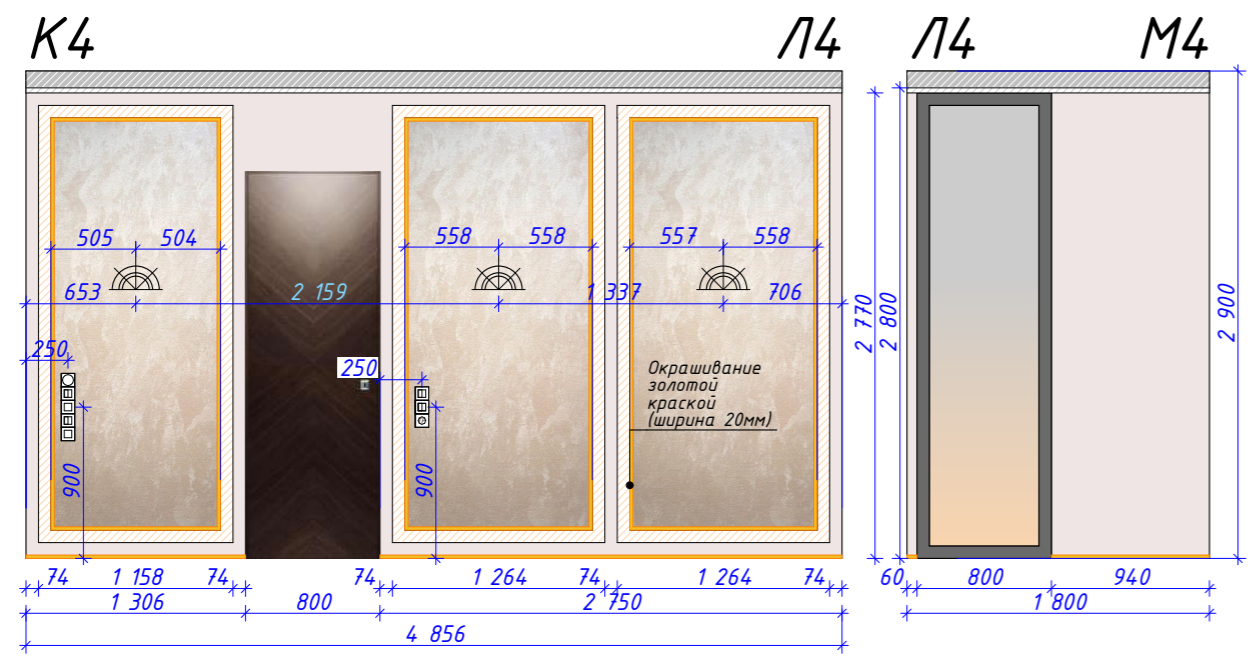 К4 Л4 Л4 М4
505 504 558 558 557 558
653 2 159 1 337 706
2 770 2 800 2 900
250 250
Окрашивание
золотой
краской
(ширина 20мм)
900 900
74 1 158 74 74 1 264 74 1 264 74 60 800 940
1 306 800 2 750 1 800
4 856